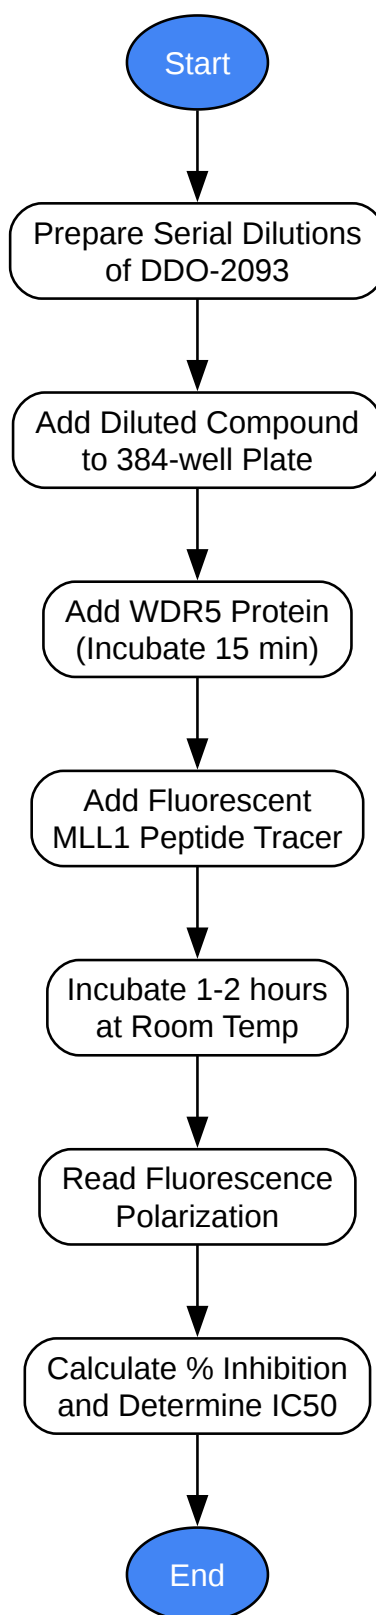 Start
Prepare Serial Dilutions
of DDO-2093
Add Diluted Compound
to 384-well Plate
Add WDR5 Protein
(Incubate 15 min)
Add Fluorescent
MLL1 Peptide Tracer
Incubate 1-2 hours
at Room Temp
Read Fluorescence
Polarization
Calculate % Inhibition
and Determine IC50
End